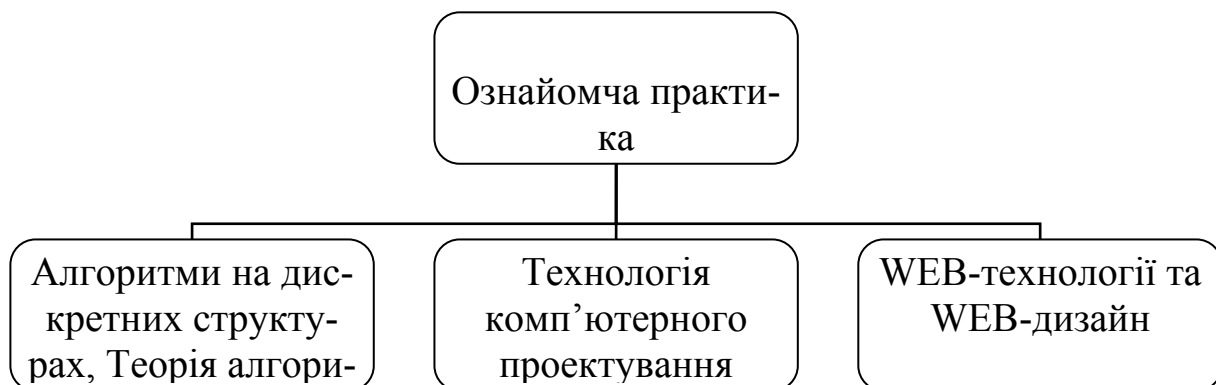 Ознайомча практи-
ка
Алгоритми на дис-
кретних структу-
рах, Теорія алгори-
Технологія
комп’ютерного
проектування
WEB-технології та
WEB-дизайн